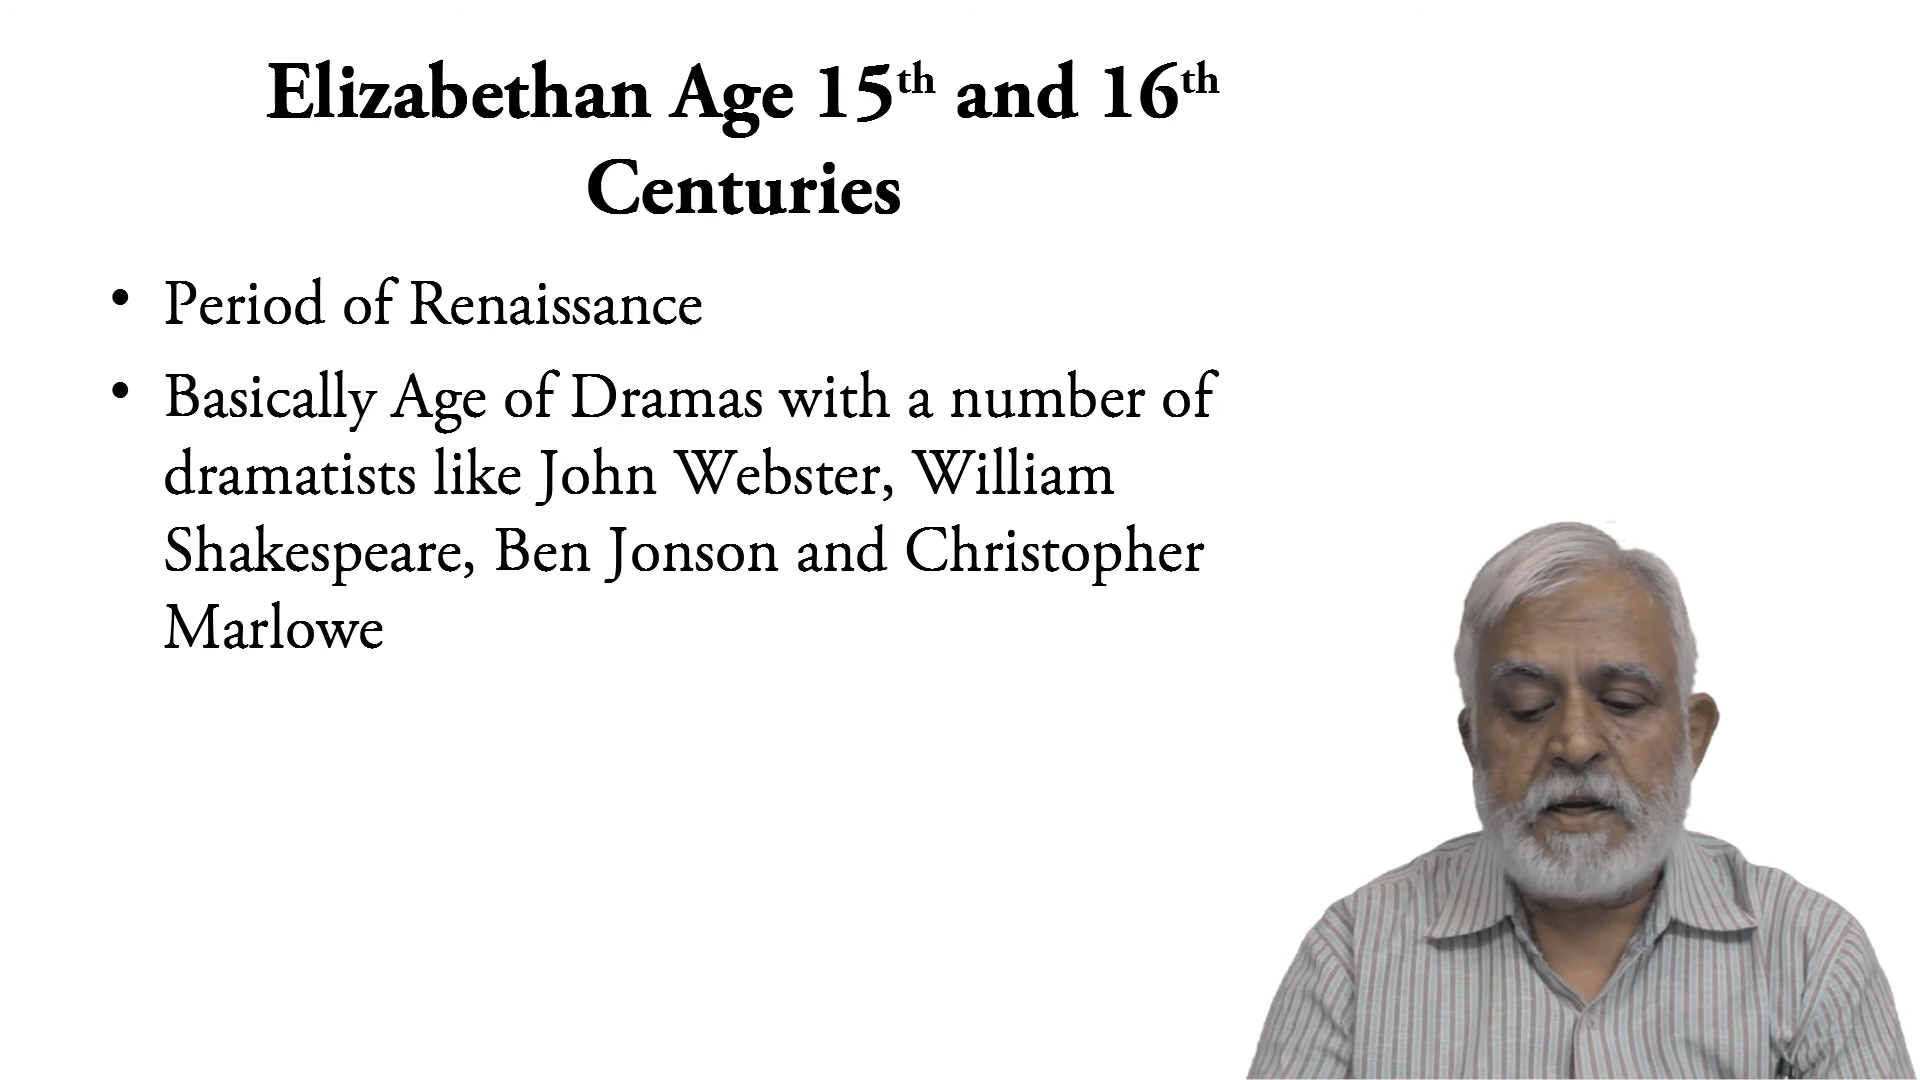 Elizabethan Age 15th and 16th
Centuries
• Period of Renaissance
• Basically Age of Dramas with a number of
dramatists like John Webster, William
Shakespeare, Ben Jonson and Christopher
Marlowe